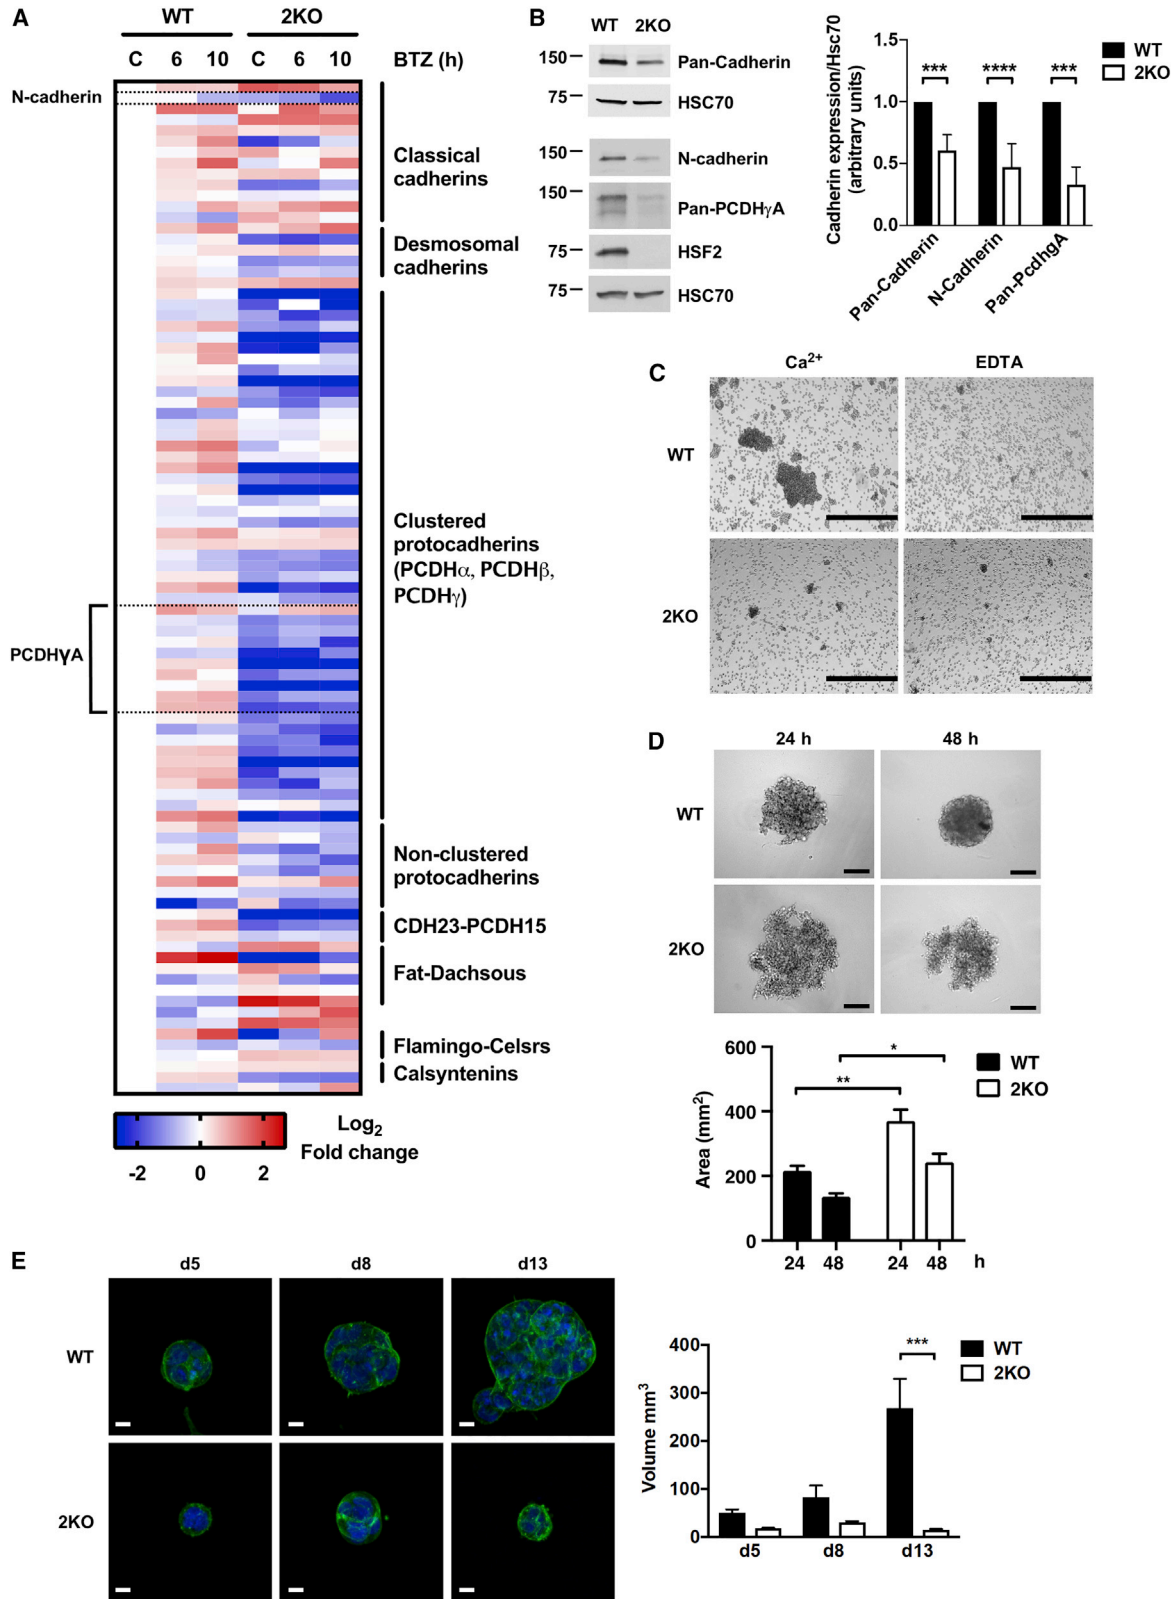 A
WT 2KO
C 6 10 C 6 10 BTZ (h)
N-cadherin
Classical
cadherins
Desmosomal
cadherins
Clustered
protocadherins
(PCDHα, PCDHβ,
PCDHγ)
PCDHγA
Non-clustered
protocadherins
CDH23-PCDH15
Fat-Dachsous
Flamingo-Celsrs
Calsyntenins
-2 0 2
Log2
Fold change
B
WT 2KO
150 Pan-Cadherin
75 HSC70
150 N-cadherin
150 Pan-PCDHγA
75 HSF2
75 HSC70
Cadherin expression/Hsc70
(arbitrary units)
1.5
1.0
0.5
0.0
*** **** ***
WT
2KO
Pan-Cadherin
N-Cadherin
Pan-PcdhgA
C
Ca2+ EDTA
WT
2KO
D
24 h 48 h
WT
2KO
Area (mm2)
600
400
200
0
*
**
WT
2KO
24 48 24 48 h
E
d5 d8 d13
WT
2KO
Volume mm3
400
300
200
100
0
***
WT
2KO
d5 d8 d13